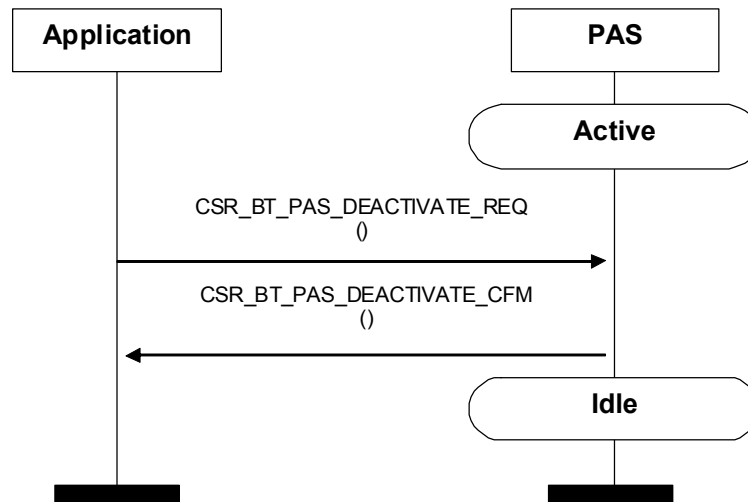 Application
PAS
Active
CSR_BT_PAS_DEACTIVATE_REQ
()
CSR_BT_PAS_DEACTIVATE_CFM
()
Idle